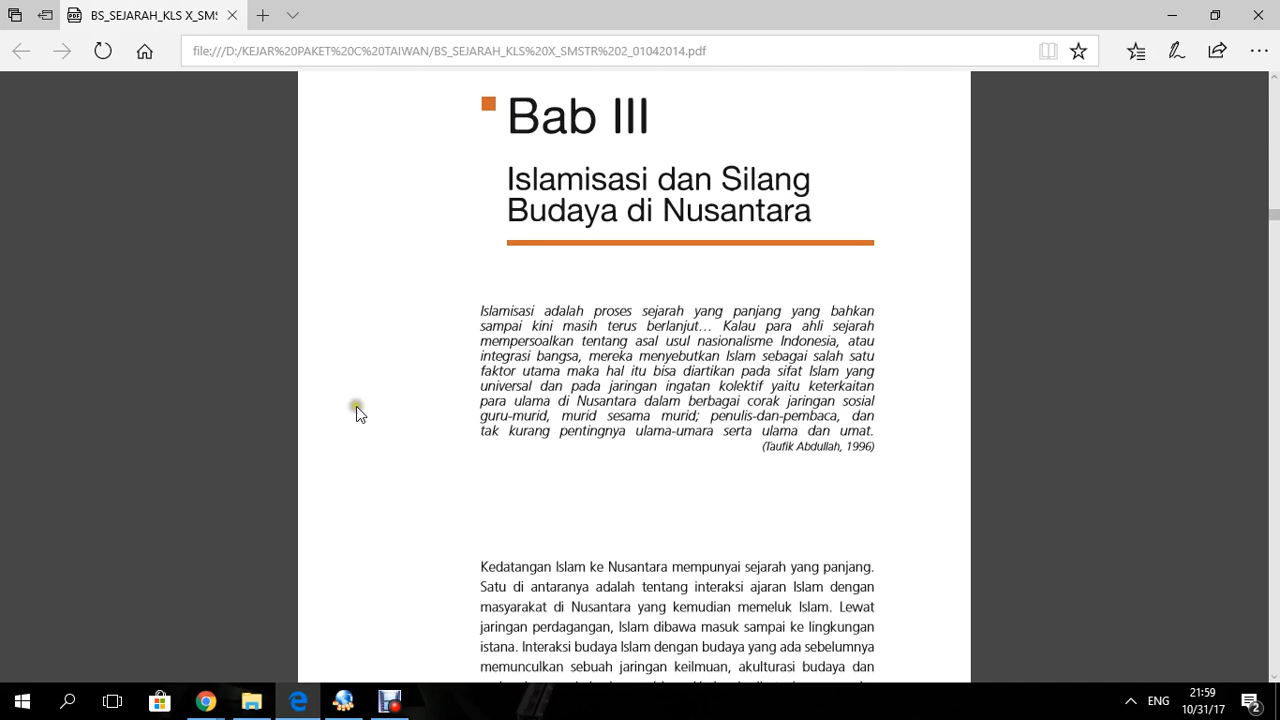 BS_SEJARAH_KLS X_SMS
file:///D:/KEJAR%20PAKET%20C%20TAIWAN/BS_SEJARAH_KLS%20X_SMSTR%202_01042014.pdf
Bab III
Islamisasi dan Silang
Budaya di Nusantara
Islamisasi adalah proses sejarah yang panjang yang bahkan
sampai kini masih terus berlanjut… Kalau para ahli sejarah
mempersoalkan tentang asal usul nasionalisme Indonesia, atau
integrasi bangsa, mereka menyebutkan Islam sebagai salah satu
faktor utama maka hal itu bisa diartikan pada sifat Islam yang
universal dan pada jaringan ingatan kolektif yaitu keterkaitan
para ulama di Nusantara dalam berbagai corak jaringan sosial
guru-murid, murid sesama murid; penulis-dan-pembaca, dan
tak kurang pentingnya ulama-umara serta ulama dan umat.
(Taufik Abdullah, 1996)
Kedatangan Islam ke Nusantara mempunyai sejarah yang panjang.
Satu di antaranya adalah tentang interaksi ajaran Islam dengan
masyarakat di Nusantara yang kemudian memeluk Islam. Lewat
jaringan perdagangan, Islam dibawa masuk sampai ke lingkungan
istana. Interaksi budaya Islam dengan budaya yang ada sebelumnya
memunculkan sebuah jaringan keilmuan, akulturasi budaya dan
ENG
21:59
10/31/17
2